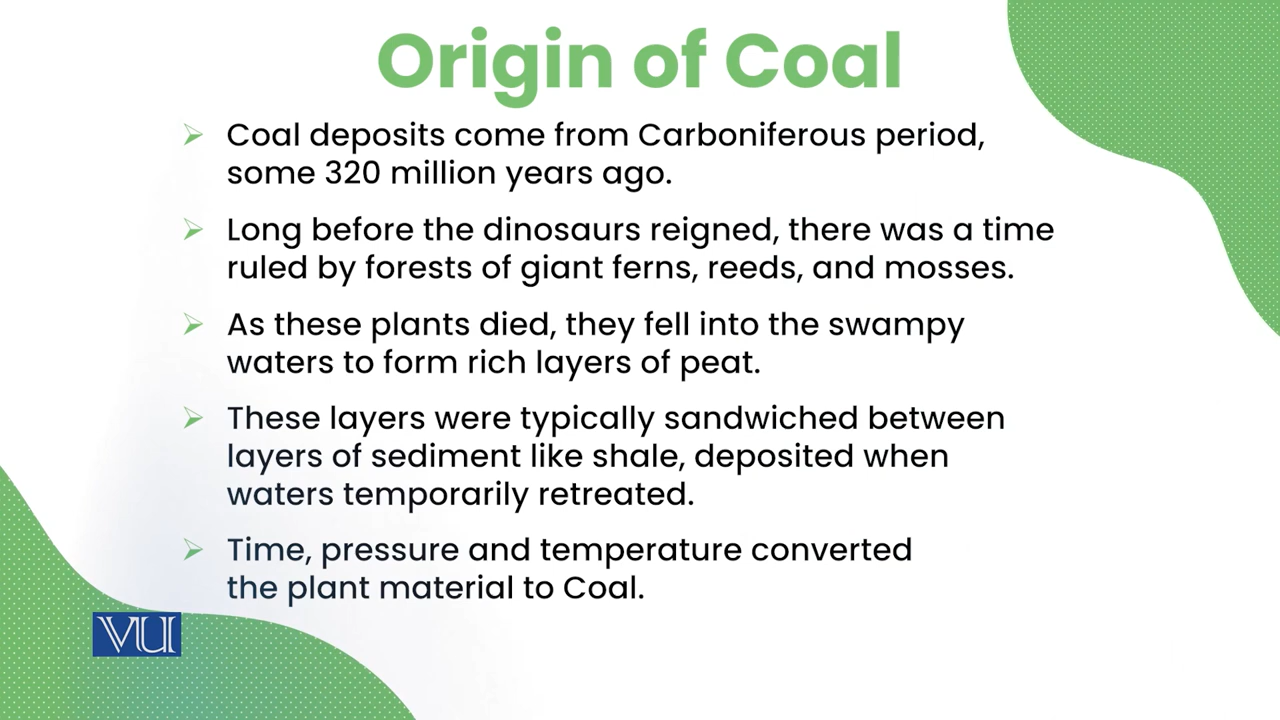 Origin of Coal
Coal deposits come from Carboniferous period,
some 320 million years ago.
Long before the dinosaurs reigned, there was a time
ruled by forests of giant ferns, reeds, and mosses.
As these plants died, they fell into the swampy
waters to form rich layers of peat.
These layers were typically sandwiched between
layers of sediment like shale, deposited when
waters temporarily retreated.
Time, pressure and temperature converted
the plant material to Coal.
VU